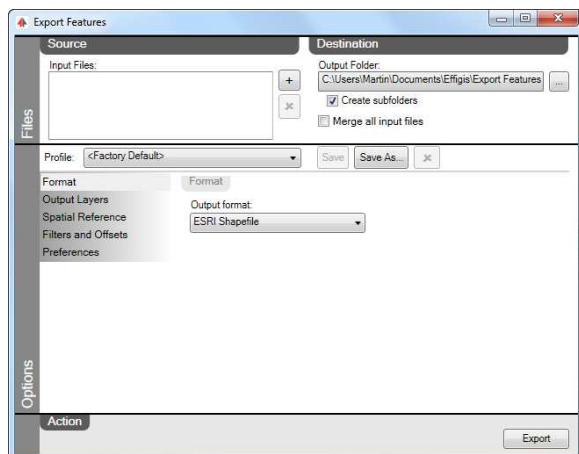 Export Features
Source
Destination
Input Files:
+
Output Folder:
C:\Users\Martin\Documents\Effigis\Export Features
...
Create subfolders
Merge all input files
Files
Profile:
<Factory Default>
Save
Save As...
Format
Output Layers
Spatial Reference
Filters and Offsets
Preferences
Format
Output format:
ESRI Shapefile
Options
Action
Export